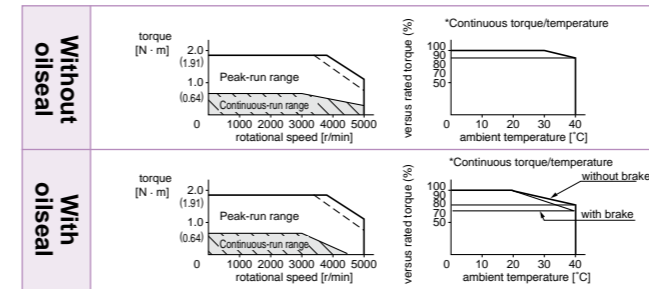 Without
oilseal
torque
[N · m]
2.0
(1.91)
1.0
(0.64)
Peak-run range
Continuous-run range
0 1000 2000 3000 4000 5000
rotational speed [r/min]
*Continuous torque/temperature
versus rated torque (%)
100
90
80
70
50
0 10 20 30 40
ambient temperature [˚C]
With
oilseal
torque
[N · m]
2.0
(1.91)
1.0
(0.64)
Peak-run range
Continuous-run range
0 1000 2000 3000 4000 5000
rotational speed [r/min]
*Continuous torque/temperature
without brake
versus rated torque (%)
100
90
80
70
50
with brake
0 10 20 30 40
ambient temperature [˚C]